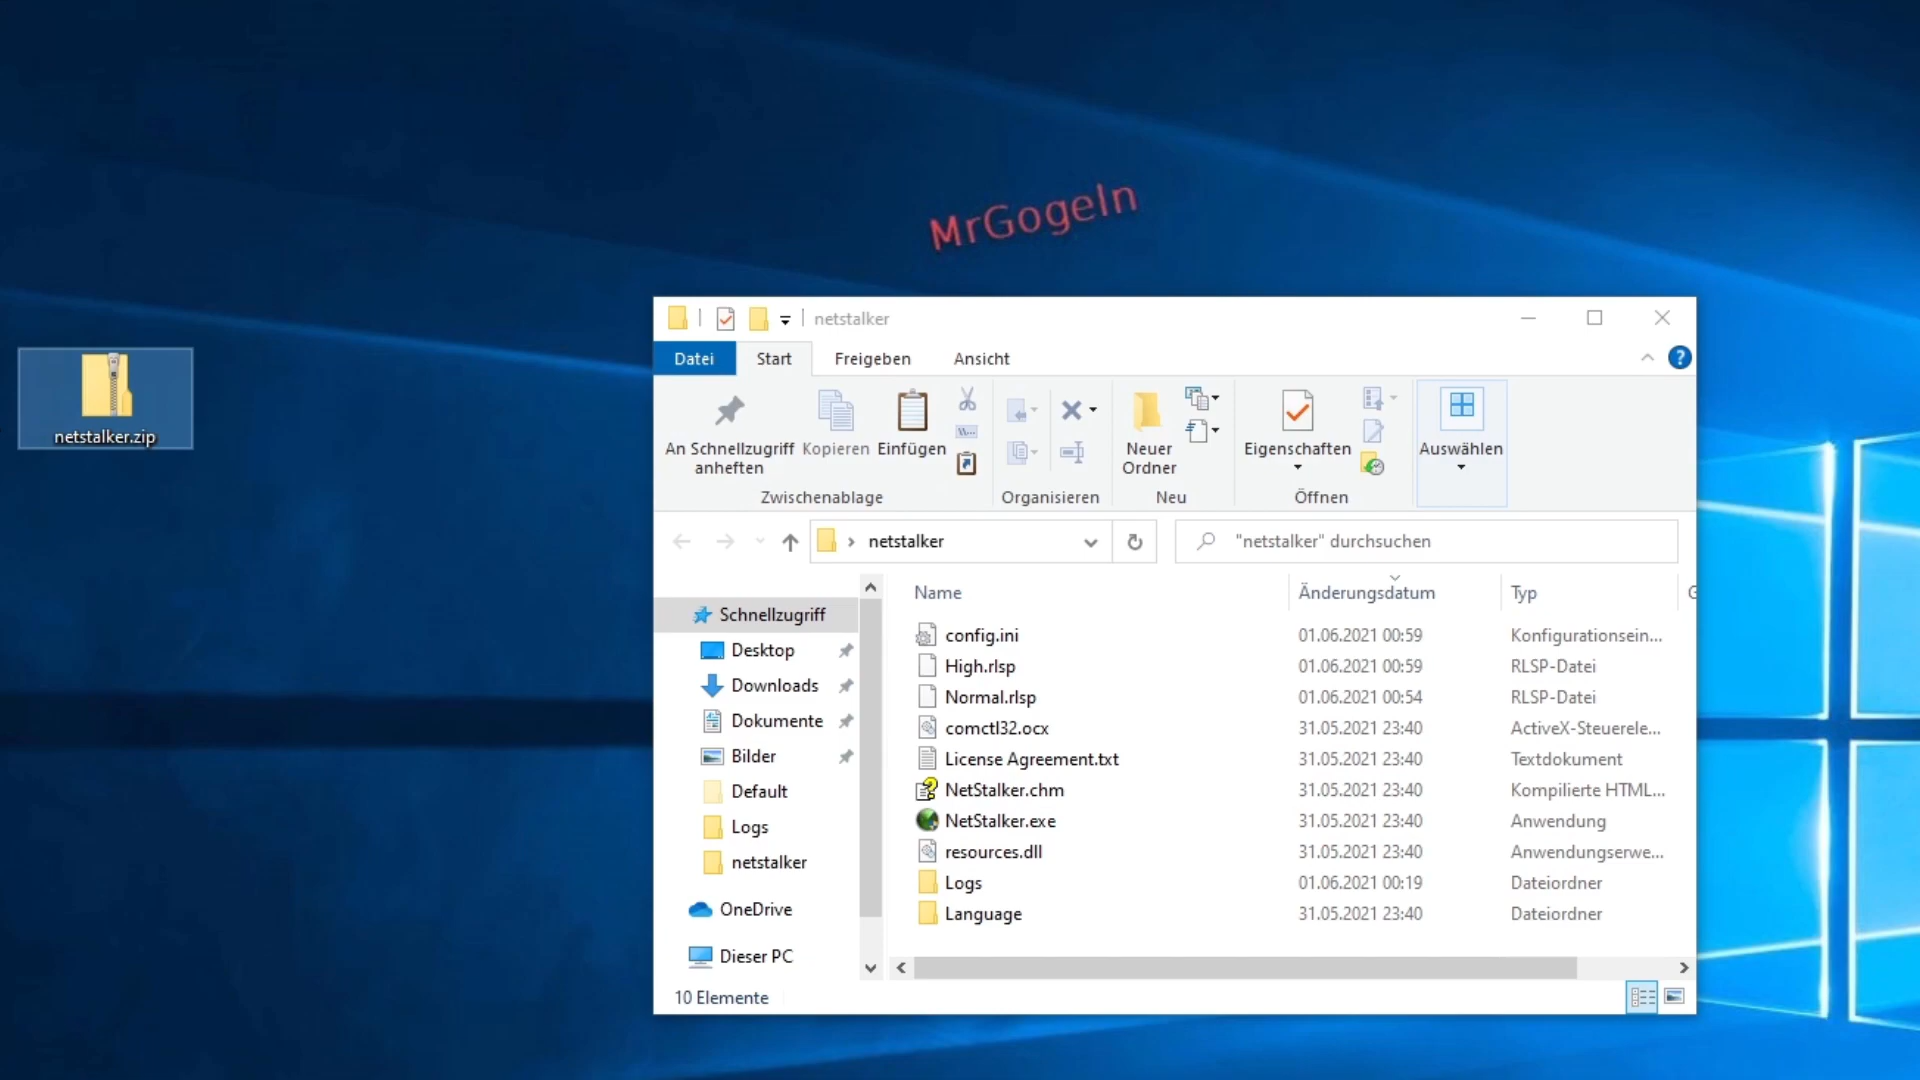 MrGogeln
netstalker.zip
netstalker
Datei Start Freigeben Ansicht
An Schnellzugriff anheften
Kopieren
Einfügen
Neuer Ordner
Eigenschaften
Auswählen
Zwischenablage Organisieren Neu Öffnen
netstalker
"netstalker" durchsuchen
Schnellzugriff
Desktop
Downloads
Dokumente
Bilder
Default
Logs
netstalker
OneDrive
Dieser PC
Name Änderungsdatum Typ
config.ini 01.06.2021 00:59 Konfigurationsein...
High.rlsp 01.06.2021 00:59 RLSP-Datei
Normal.rlsp 01.06.2021 00:54 RLSP-Datei
comctl32.ocx 31.05.2021 23:40 ActiveX-Steuerele...
License Agreement.txt 31.05.2021 23:40 Textdokument
NetStalker.chm 31.05.2021 23:40 Kompilierte HTML...
NetStalker.exe 31.05.2021 23:40 Anwendung
resources.dll 31.05.2021 23:40 Anwendungserwe...
Logs 01.06.2021 00:19 Dateiordner
Language 31.05.2021 23:40 Dateiordner
10 Elemente